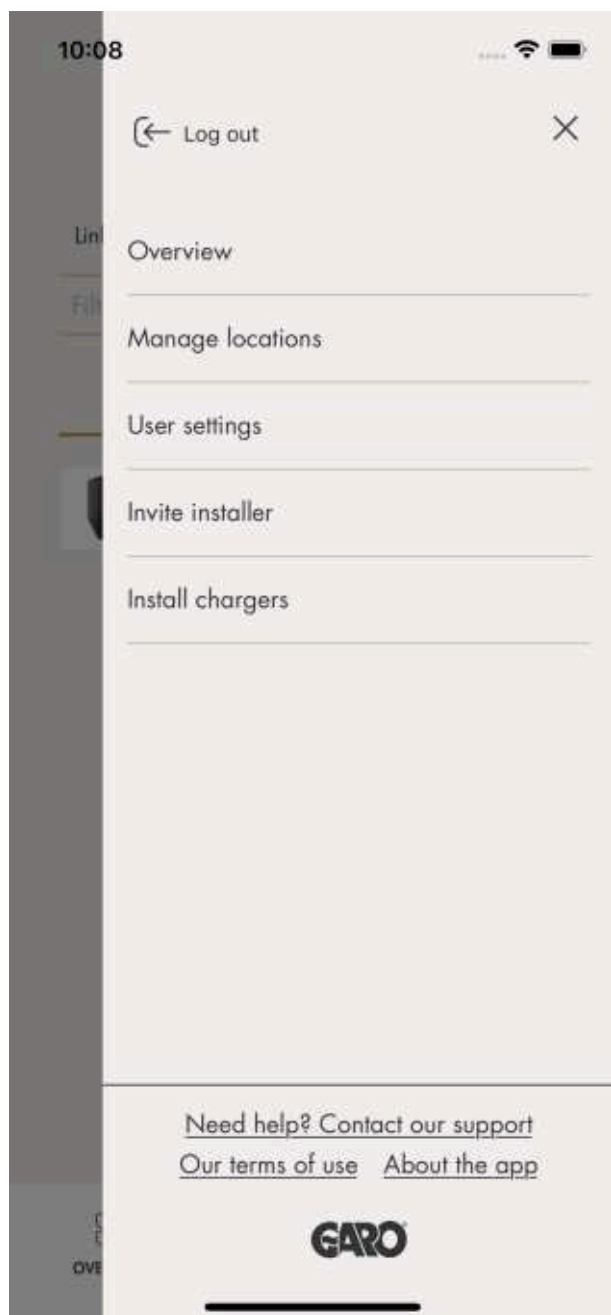 10:08
Log out
Overview
Manage locations
User settings
Invite installer
Install chargers
Need help? Contact our support
Our terms of use About the app
GARO